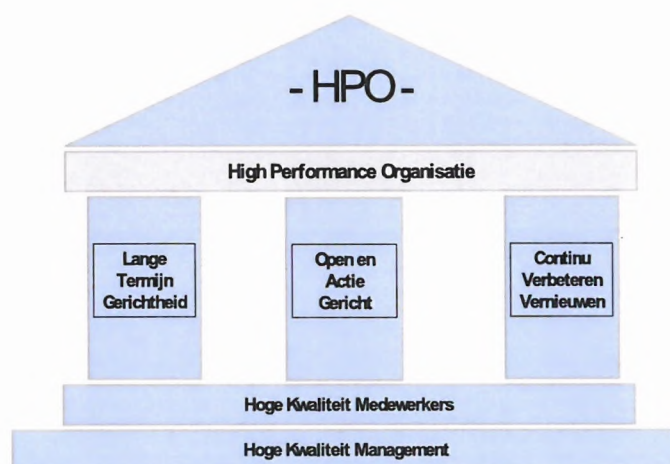 - HPO -
High Performance Organisatie
Lange
Termijn
Gerichtheid
Open en
Actie
Gericht
Continu
Verbeteren
Vernieuwen
Hoge Kwaliteit Medewerkers
Hoge Kwaliteit Management